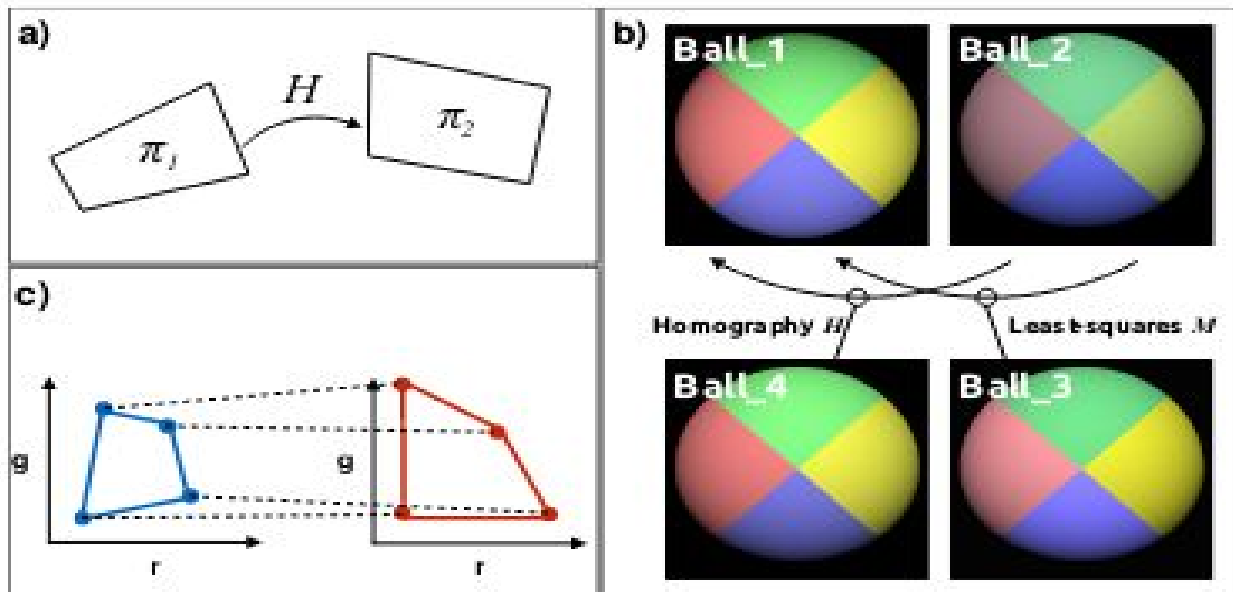 a)
H
π₁
π₂
b)
Ball_1
Ball_2
Homography H
Least-squares M
Ball_4
Ball_3
c)
g
r
g
r